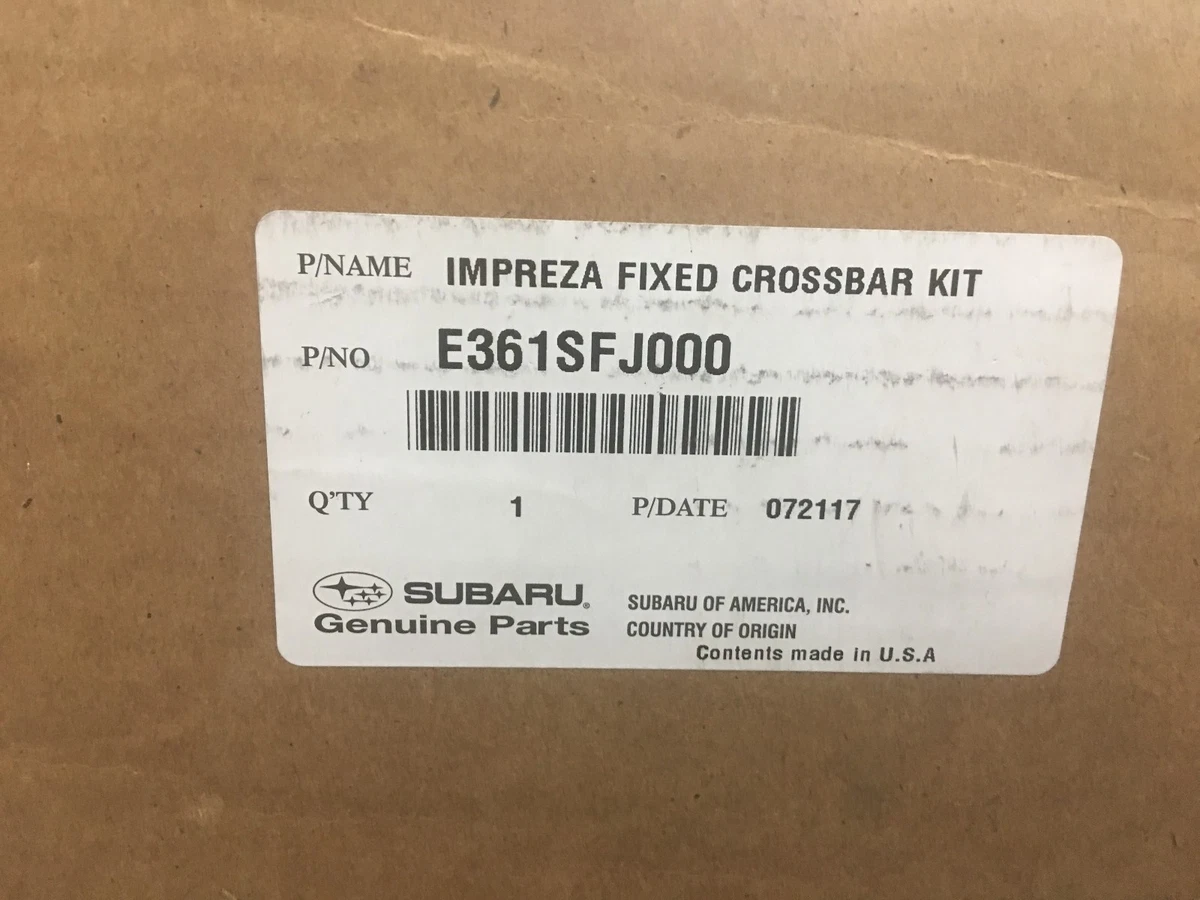 P/NAME IMPREZA FIXED CROSSBAR KIT
P/NO E361SFJ000
Q'TY 1 P/DATE 072117
SUBARU®
Genuine Parts
SUBARU OF AMERICA, INC.
COUNTRY OF ORIGIN
Contents made in U.S.A